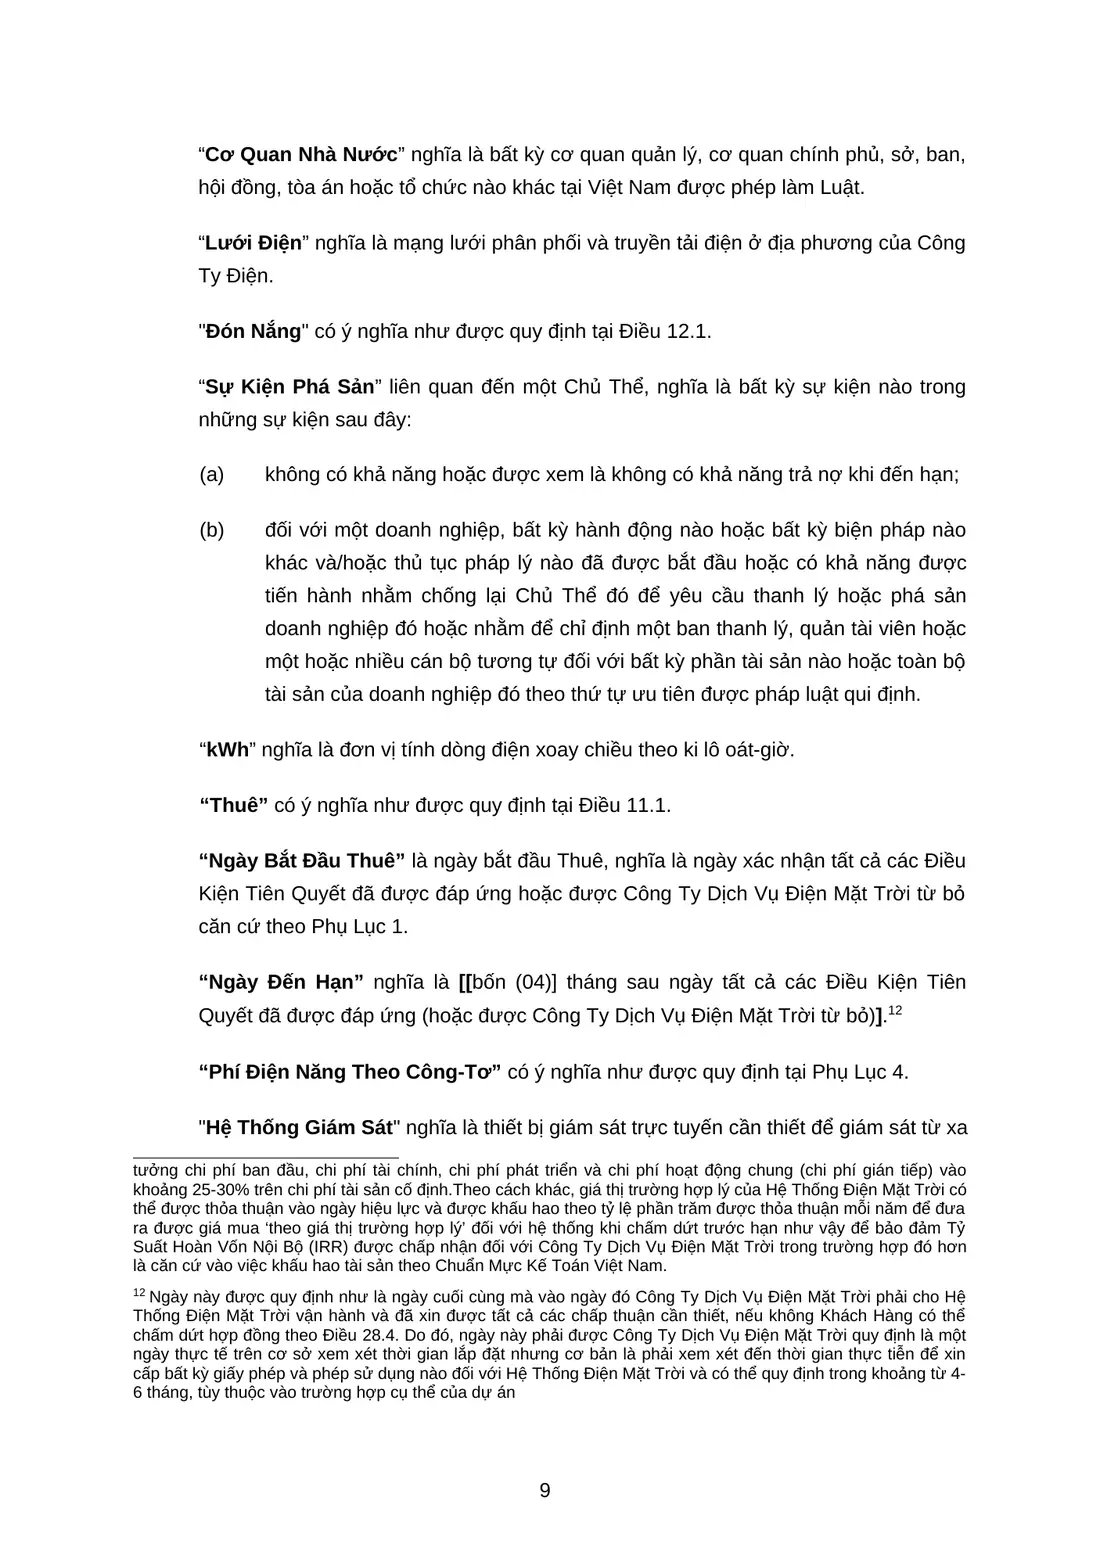 “Cơ Quan Nhà Nước” nghĩa là bất kỳ cơ quan quản lý, cơ quan chính phủ, sở, ban,
hội đồng, tòa án hoặc tổ chức nào khác tại Việt Nam được phép làm Luật.
“Lưới Điện” nghĩa là mạng lưới phân phối và truyền tải điện ở địa phương của Công
Ty Điện.
"Đón Nắng" có ý nghĩa như được quy định tại Điều 12.1.
“Sự Kiện Phá Sản” liên quan đến một Chủ Thể, nghĩa là bất kỳ sự kiện nào trong
những sự kiện sau đây:
(a) không có khả năng hoặc được xem là không có khả năng trả nợ khi đến hạn;
(b) đối với một doanh nghiệp, bất kỳ hành động nào hoặc bất kỳ biện pháp nào
khác và/hoặc thủ tục pháp lý nào đã được bắt đầu hoặc có khả năng được
tiến hành nhằm chống lại Chủ Thể đó để yêu cầu thanh lý hoặc phá sản
doanh nghiệp đó hoặc nhằm để chỉ định một ban thanh lý, quản tài viên hoặc
một hoặc nhiều cán bộ tương tự đối với bất kỳ phần tài sản nào hoặc toàn bộ
tài sản của doanh nghiệp đó theo thứ tự ưu tiên được pháp luật qui định.
“kWh” nghĩa là đơn vị tính dòng điện xoay chiều theo ki lô oát-giờ.
“Thuê” có ý nghĩa như được quy định tại Điều 11.1.
“Ngày Bắt Đầu Thuê” là ngày bắt đầu Thuê, nghĩa là ngày xác nhận tất cả các Điều
Kiện Tiên Quyết đã được đáp ứng hoặc được Công Ty Dịch Vụ Điện Mặt Trời từ bỏ
căn cứ theo Phụ Lục 1.
“Ngày Đến Hạn” nghĩa là [[bốn (04)] tháng sau ngày tất cả các Điều Kiện Tiên
Quyết đã được đáp ứng (hoặc được Công Ty Dịch Vụ Điện Mặt Trời từ bỏ)].12
“Phí Điện Năng Theo Công-Tơ” có ý nghĩa như được quy định tại Phụ Lục 4.
"Hệ Thống Giám Sát" nghĩa là thiết bị giám sát trực tuyến cần thiết để giám sát từ xa
tưởng chi phí ban đầu, chi phí tài chính, chi phí phát triển và chi phí hoạt động chung (chi phí gián tiếp) vào
khoảng 25-30% trên chi phí tài sản cố định.Theo cách khác, giá thị trường hợp lý của Hệ Thống Điện Mặt Trời có
thể được thỏa thuận vào ngày hiệu lực và được khấu hao theo tỷ lệ phần trăm được thỏa thuận mỗi năm để đưa
ra được giá mua ‘theo giá thị trường hợp lý’ đối với hệ thống khi chấm dứt trước hạn như vậy để bảo đảm Tỷ
Suất Hoàn Vốn Nội Bộ (IRR) được chấp nhận đối với Công Ty Dịch Vụ Điện Mặt Trời trong trường hợp đó hơn
là căn cứ vào việc khấu hao tài sản theo Chuẩn Mực Kế Toán Việt Nam.
12 Ngày này được quy định như là ngày cuối cùng mà vào ngày đó Công Ty Dịch Vụ Điện Mặt Trời phải cho Hệ
Thống Điện Mặt Trời vận hành và đã xin được tất cả các chấp thuận cần thiết, nếu không Khách Hàng có thể
chấm dứt hợp đồng theo Điều 28.4. Do đó, ngày này phải được Công Ty Dịch Vụ Điện Mặt Trời quy định là một
ngày thực tế trên cơ sở xem xét thời gian lắp đặt nhưng cơ bản là phải xem xét đến thời gian thực tiễn để xin
cấp bất kỳ giấy phép và phép sử dụng nào đối với Hệ Thống Điện Mặt Trời và có thể quy định trong khoảng từ 4-
6 tháng, tùy thuộc vào trường hợp cụ thể của dự án
9